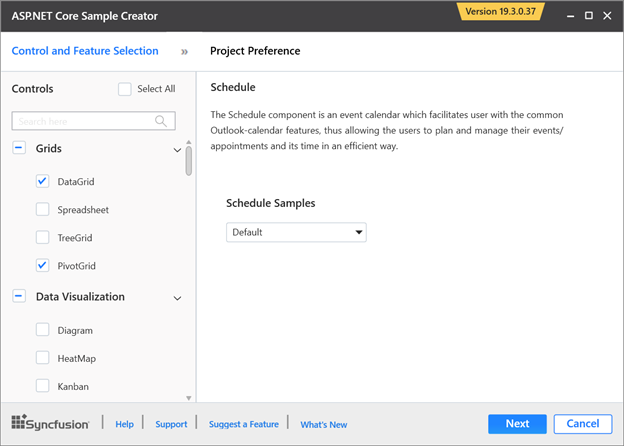 ASP.NET Core Sample Creator
Version 19.3.0.37
Control and Feature Selection » Project Preference
Controls
Select All
Search here
Grids
DataGrid
Spreadsheet
TreeGrid
PivotGrid
Data Visualization
Diagram
HeatMap
Kanban
Schedule
The Schedule component is an event calendar which facilitates user with the common
Outlook-calendar features, thus allowing the users to plan and manage their events/
appointments and its time in an efficient way.
Schedule Samples
Default
Syncfusion
Help
Support
Suggest a Feature
What's New
Next
Cancel